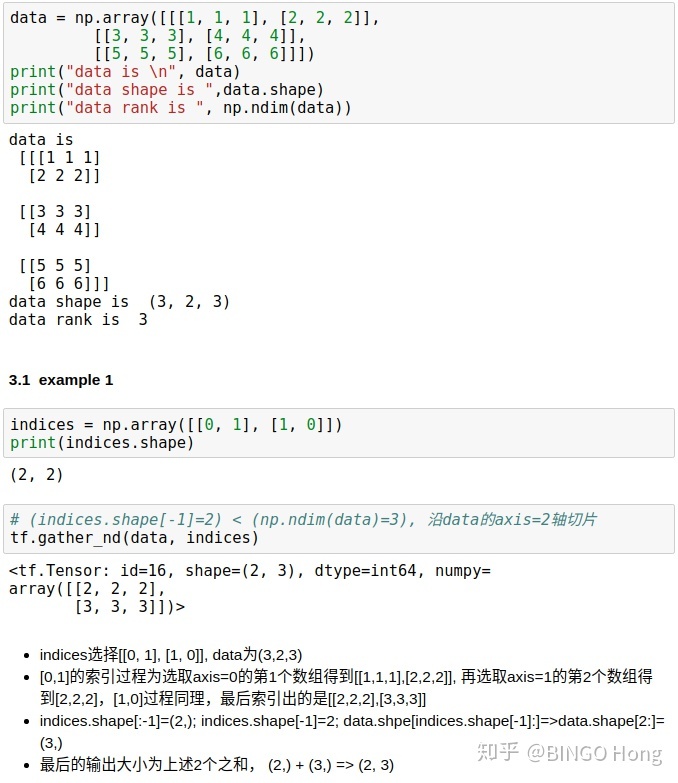 data = np.array([[[1, 1, 1], [2, 2, 2]],
[[3, 3, 3], [4, 4, 4]],
[[5, 5, 5], [6, 6, 6]]])
print("data is \n", data)
print("data shape is ",data.shape)
print("data rank is ", np.ndim(data))
data is
[[[1 1 1]
[2 2 2]]
[[3 3 3]
[4 4 4]]
[[5 5 5]
[6 6 6]]]
data shape is  (3, 2, 3)
data rank is  3
3.1 example 1
indices = np.array([[0, 1], [1, 0]])
print(indices.shape)
(2, 2)
# (indices.shape[-1]=2) < (np.ndim(data)=3), 沿data的axis=2轴切片
tf.gather_nd(data, indices)
<tf.Tensor: id=16, shape=(2, 3), dtype=int64, numpy=
array([[2, 2, 2],
[3, 3, 3]])>
• indices选择[[0, 1], [1, 0]], data为(3,2,3)
• [0,1]的索引过程为选取axis=0的第1个数组得到[[1,1,1],[2,2,2]], 再选取axis=1的第2个数组得
到[2,2,2]，[1,0]过程同理，最后索引出的是[[2,2,2],[3,3,3]]
• indices.shape[:-1]=(2,); indices.shape[-1]=2; data.shpe[indices.shape[-1]:]=>data.shape[2:]=
(3,)
• 最后的输出大小为上述2个之和， (2,) + (3,) => (2, 3)
知乎 @BINGO Hong